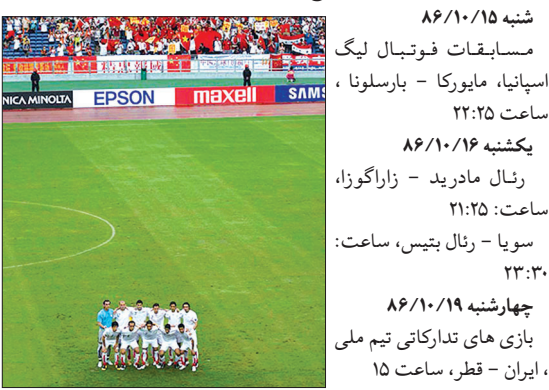 شنبه ۸۶/۱۰/۱۵
مسابقات فوتبال لیگ
اسپانیا، مایورکا - بارسلونا ،
ساعت ۲۲:۲۵
یکشنبه ۸۶/۱۰/۱۶
رئال مادرید - زاراگوزا،
ساعت: ۲۱:۲۵
سویا - رئال بتیس، ساعت:
۲۳:۳۰
چهارشنبه ۸۶/۱۰/۱۹
بازی های تدارکاتی تیم ملی
، ایران - قطر، ساعت ۱۵
NICA MINOLTA EPSON maxell SAMS